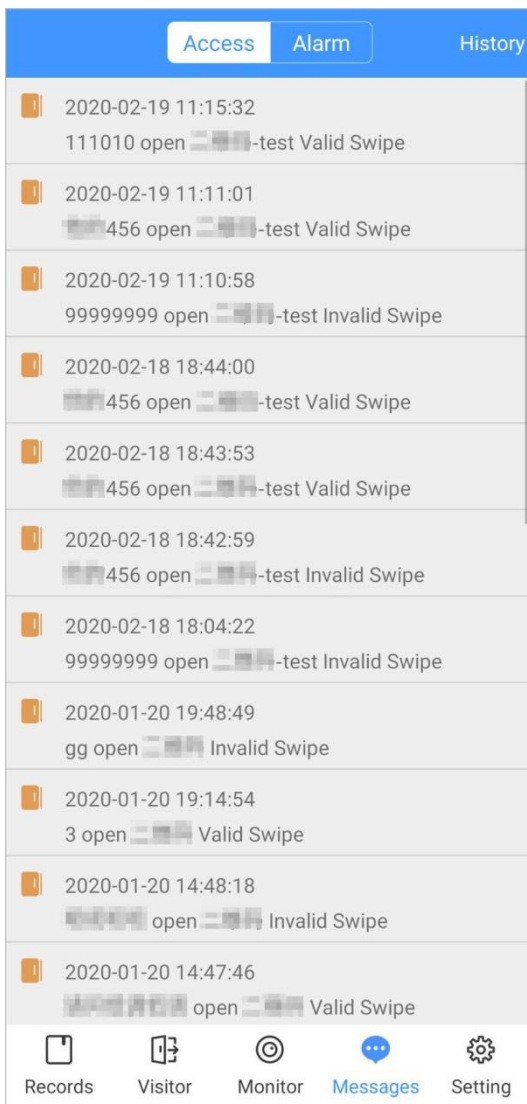 Access Alarm History
2020-02-19 11:15:32
111010 open -test Valid Swipe
2020-02-19 11:11:01
456 open -test Valid Swipe
2020-02-19 11:10:58
99999999 open -test Invalid Swipe
2020-02-18 18:44:00
456 open -test Valid Swipe
2020-02-18 18:43:53
456 open -test Valid Swipe
2020-02-18 18:42:59
456 open -test Invalid Swipe
2020-02-18 18:04:22
99999999 open -test Invalid Swipe
2020-01-20 19:48:49
gg open Invalid Swipe
2020-01-20 19:14:54
3 open Valid Swipe
2020-01-20 14:48:18
open Invalid Swipe
2020-01-20 14:47:46
open Valid Swipe
Records Visitor Monitor Messages Setting